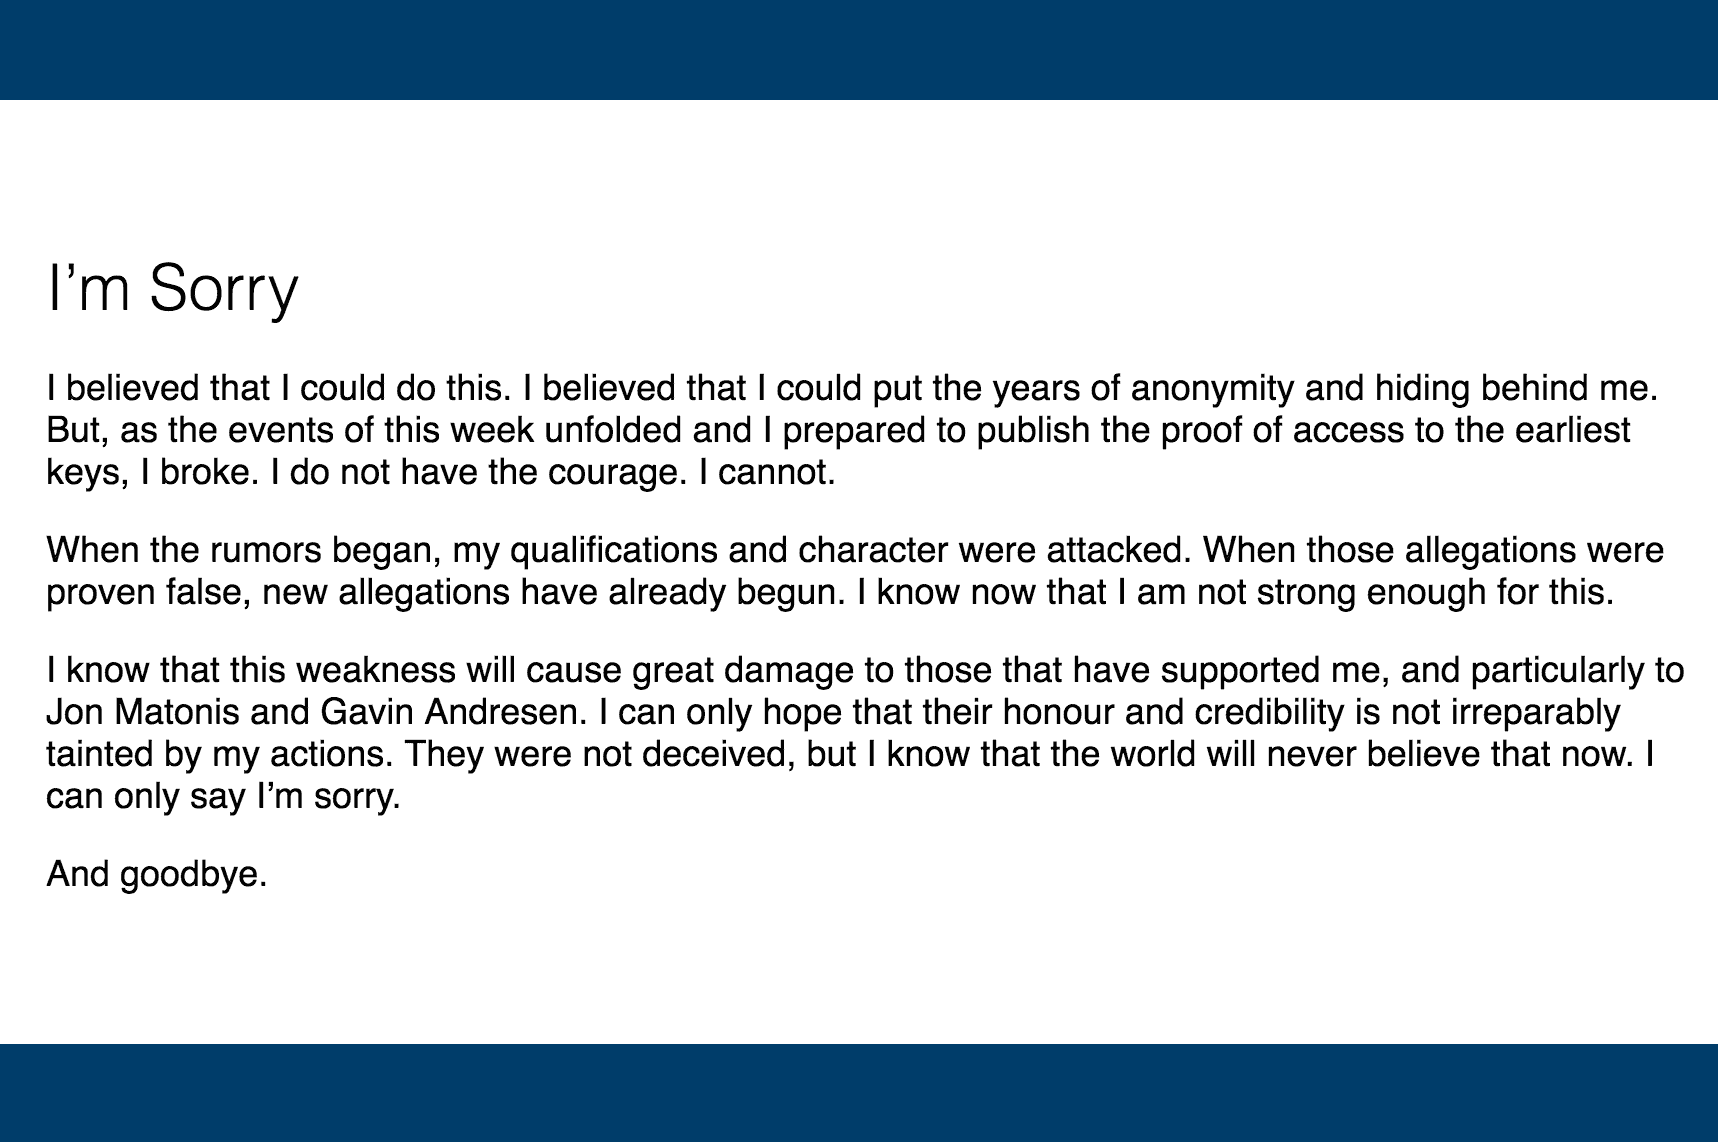 I’m Sorry
I believed that I could do this. I believed that I could put the years of anonymity and hiding behind me.
But, as the events of this week unfolded and I prepared to publish the proof of access to the earliest
keys, I broke. I do not have the courage. I cannot.
When the rumors began, my qualifications and character were attacked. When those allegations were
proven false, new allegations have already begun. I know now that I am not strong enough for this.
I know that this weakness will cause great damage to those that have supported me, and particularly to
Jon Matonis and Gavin Andresen. I can only hope that their honour and credibility is not irreparably
tainted by my actions. They were not deceived, but I know that the world will never believe that now. I
can only say I’m sorry.
And goodbye.